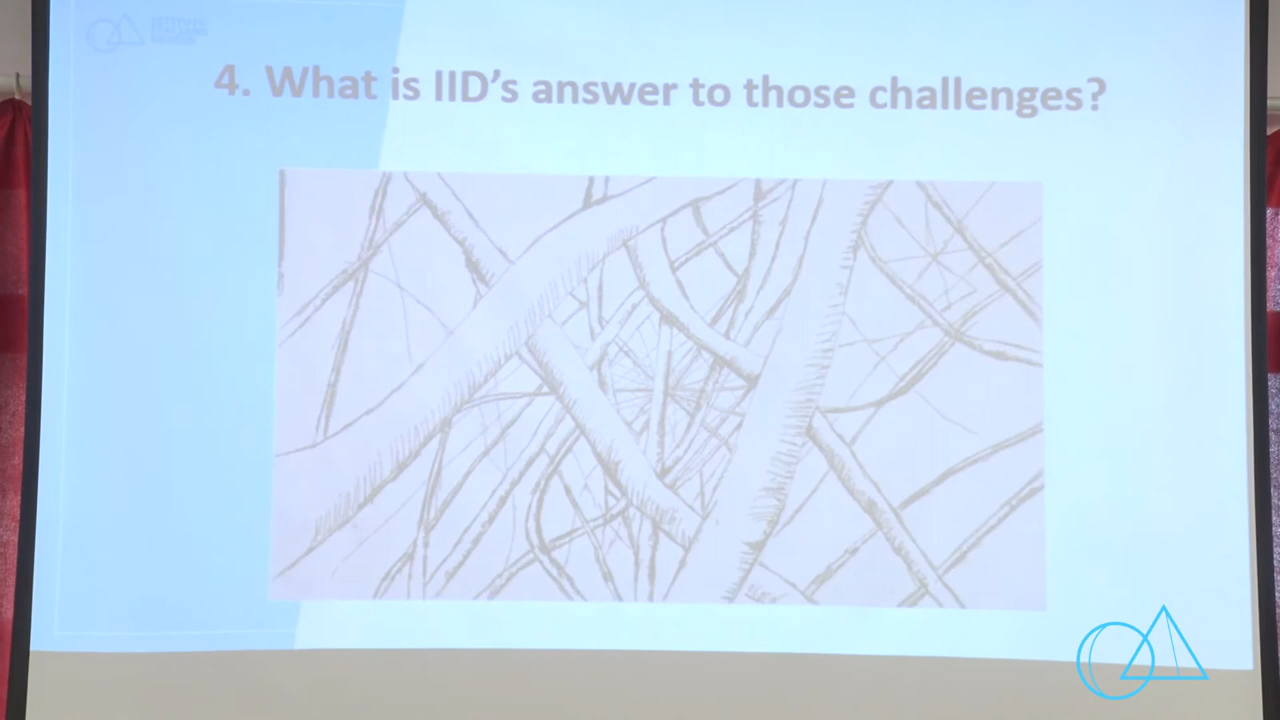 4. What is IID’s answer to those challenges?